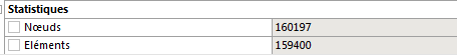 Statistiques
Nœuds 160197
Eléments 159400